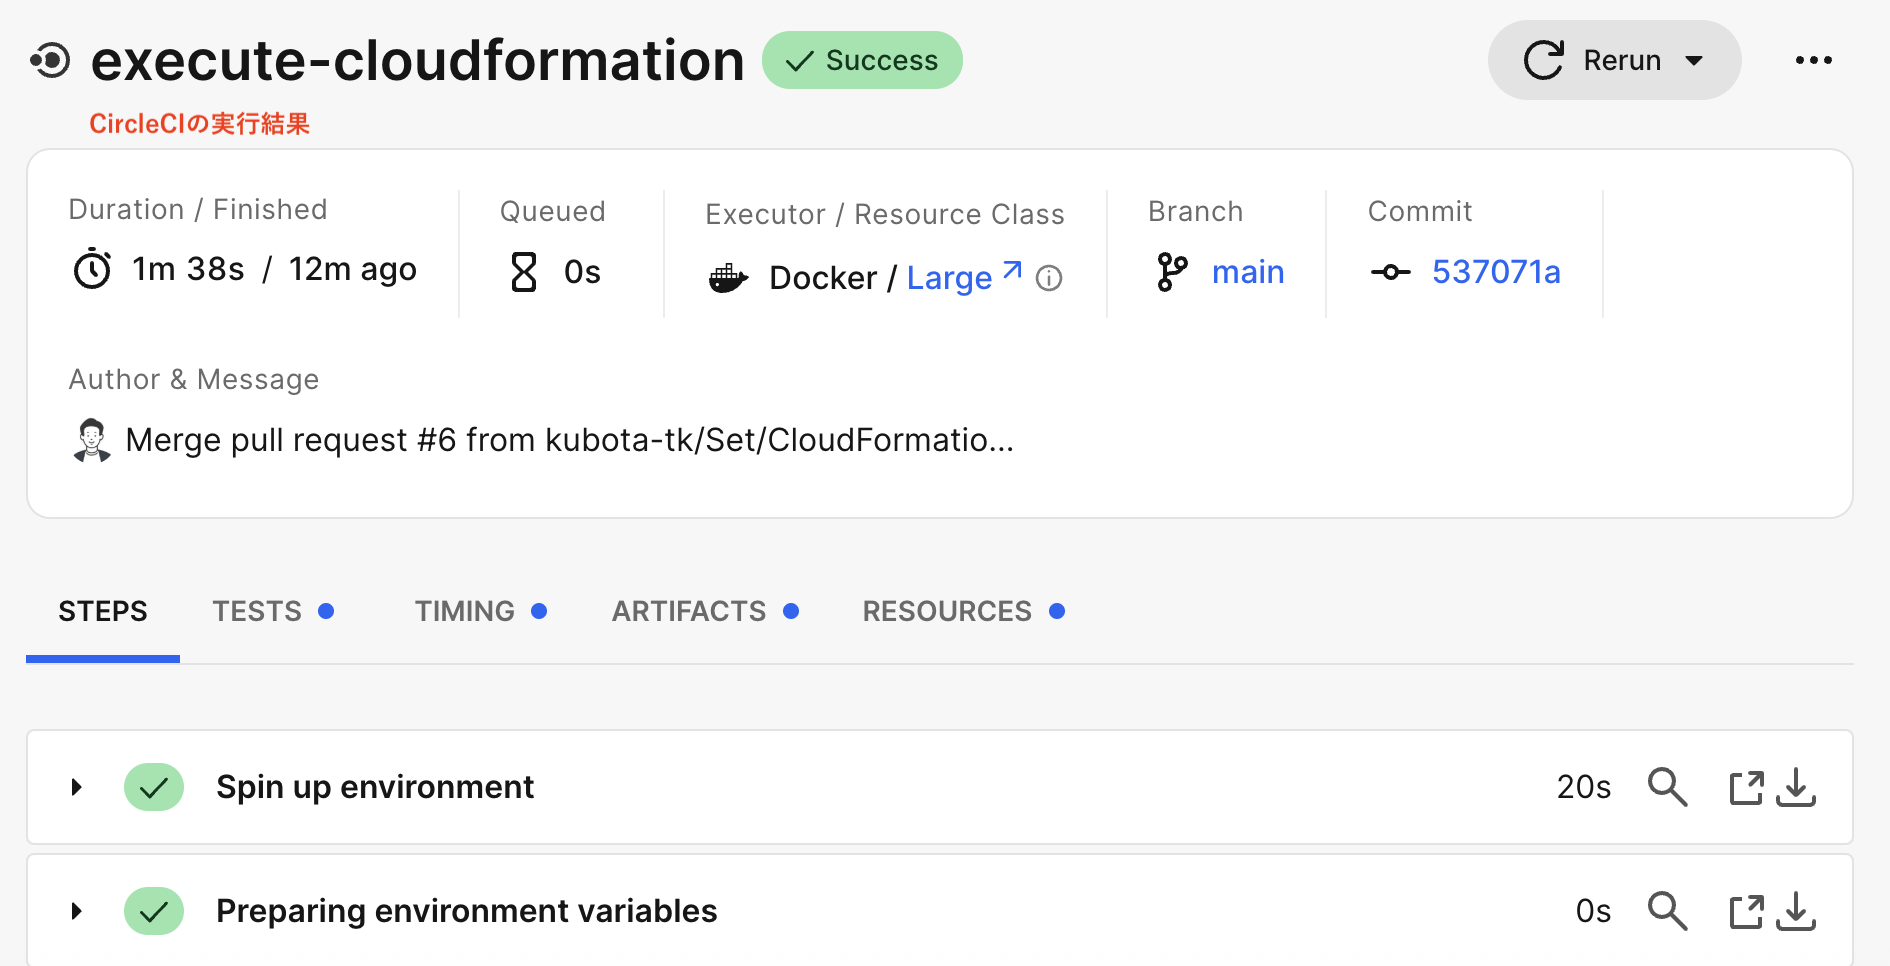 execute-cloudformation Success Rerun
CircleCIの実行結果
Duration / Finished
1m 38s / 12m ago
Queued
0s
Executor / Resource Class
Docker / Large
Branch
main
Commit
537071a
Author & Message
Merge pull request #6 from kubota-tk/Set/CloudFormatio...
STEPS TESTS TIMING ARTIFACTS RESOURCES
Spin up environment 20s
Preparing environment variables 0s